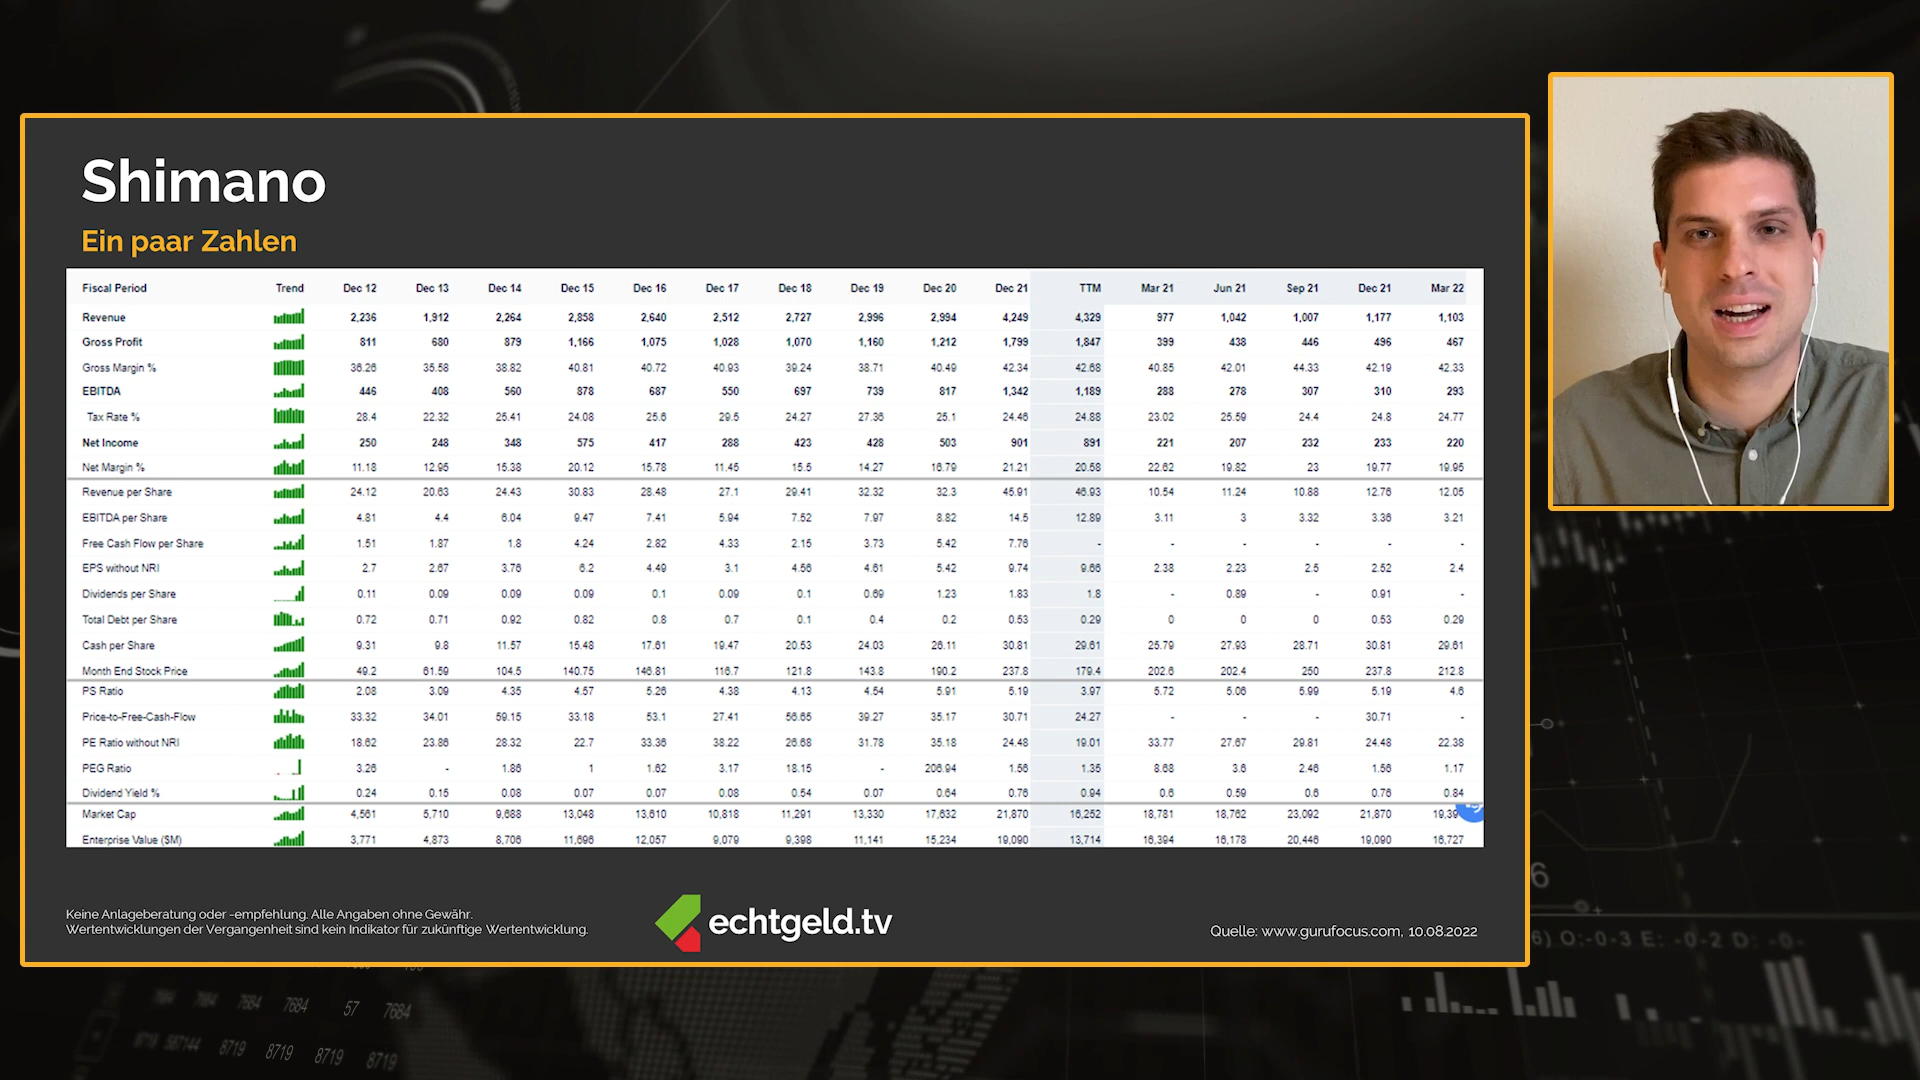 Shimano
Ein paar Zahlen
Fiscal Period Trend Dec 12 Dec 13 Dec 14 Dec 15 Dec 16 Dec 17 Dec 18 Dec 19 Dec 20 Dec 21 TTM Mar 21 Jun 21 Sep 21 Dec 21 Mar 22
Revenue 2,236 1,912 2,264 2,858 2,640 2,512 2,727 2,996 2,994 4,249 4,329 977 1,042 1,007 1,177 1,103
Gross Profit 811 680 879 1,166 1,075 1,028 1,070 1,160 1,212 1,799 1,847 399 438 446 496 467
Gross Margin % 36.26 35.58 38.82 40.81 40.72 40.93 39.24 38.71 40.49 42.34 42.68 40.85 42.01 44.33 42.19 42.33
EBITDA 446 408 560 878 687 550 697 739 817 1,342 1,189 288 278 307 310 293
Tax Rate % 28.4 22.32 25.41 24.08 25.6 29.5 24.27 27.36 25.1 24.46 24.88 23.02 25.59 24.4 24.8 24.77
Net Income 250 248 348 575 417 288 423 428 503 901 891 221 207 232 233 220
Net Margin % 11.18 12.95 15.38 20.12 15.78 11.45 15.5 14.27 16.79 21.21 20.58 22.62 19.82 23 19.77 19.95
Revenue per Share 24.12 20.63 24.43 30.83 28.48 27.1 29.41 32.32 32.3 45.91 46.93 10.54 11.24 10.88 12.76 12.05
EBITDA per Share 4.81 4.4 6.04 9.47 7.41 5.94 7.52 7.97 8.82 14.5 12.89 3.11 3 3.32 3.36 3.21
Free Cash Flow per Share 1.51 1.87 1.8 4.24 2.82 4.33 2.15 3.73 5.42 7.76 - - - - - -
EPS without NRI 2.7 2.67 3.76 6.2 4.49 3.1 4.56 4.61 5.42 9.74 9.66 2.38 2.23 2.5 2.52 2.4
Dividends per Share 0.11 0.09 0.09 0.09 0.1 0.09 0.1 0.69 1.23 1.83 1.8 - 0.89 - 0.91 -
Total Debt per Share 0.72 0.71 0.92 0.82 0.8 0.7 0.1 0.4 0.2 0.53 0.29 0 0 0 0.53 0.29
Cash per Share 9.31 9.8 11.57 15.48 17.61 19.47 20.53 24.03 26.11 30.81 29.61 25.79 27.93 28.71 30.81 29.61
Month End Stock Price 49.2 61.59 104.5 140.75 146.81 116.7 121.8 143.8 190.2 237.8 179.4 202.6 202.4 250 237.8 212.8
PS Ratio 2.08 3.09 4.35 4.57 5.26 4.38 4.13 4.54 5.91 5.19 3.97 5.72 5.06 5.99 5.19 4.6
Price-to-Free-Cash-Flow 33.32 34.01 59.15 33.18 53.1 27.41 56.65 39.27 35.17 30.71 24.27 - - - 30.71 -
PE Ratio without NRI 18.62 23.86 28.32 22.7 33.36 38.22 26.68 31.78 35.18 24.48 19.01 33.77 27.67 29.81 24.48 22.38
PEG Ratio 3.26 - 1.86 1 1.62 3.17 18.15 - 206.94 1.56 1.35 8.68 3.6 2.46 1.56 1.17
Dividend Yield % 0.24 0.15 0.08 0.07 0.07 0.08 0.54 0.07 0.64 0.76 0.94 0.6 0.59 0.6 0.76 0.84
Market Cap 4,561 5,710 9,688 13,048 13,610 10,818 11,291 13,330 17,632 21,870 16,252 18,781 18,762 23,092 21,870 19,39
Enterprise Value ($M) 3,771 4,873 8,706 11,696 12,057 9,079 9,398 11,141 15,234 19,090 13,714 16,394 16,178 20,446 19,090 16,727
Keine Anlageberatung oder -empfehlung. Alle Angaben ohne Gewähr.
Wertentwicklungen der Vergangenheit sind kein Indikator für zukünftige Wertentwicklung.
echtgeld.tv
Quelle: www.gurufocus.com, 10.08.2022
7684 7684 7684 7684 57 7684
8719 587144 8719 8719 8719 8719